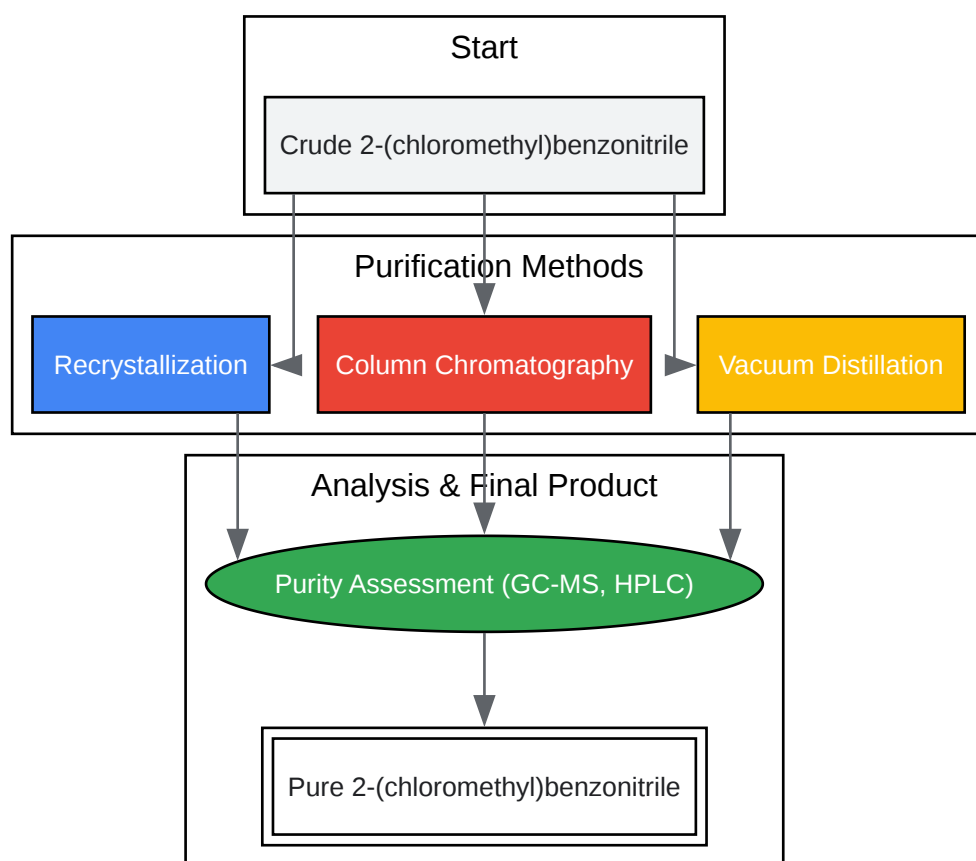 Start
Crude 2-(chloromethyl)benzonitrile
Purification Methods
Recrystallization
Column Chromatography
Vacuum Distillation
Analysis & Final Product
Purity Assessment (GC-MS, HPLC)
Pure 2-(chloromethyl)benzonitrile